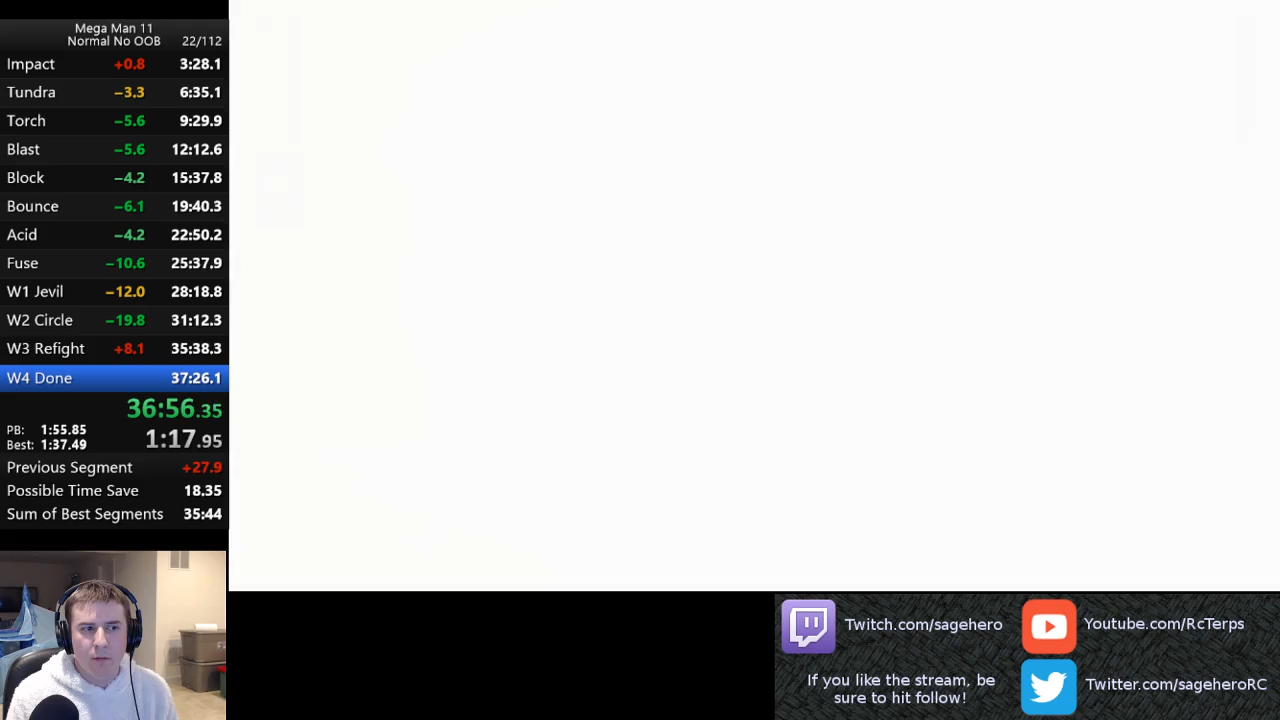 Mega Man 11
Normal No OOB 22/112
Impact +0.8 3:28.1
Tundra −3.3 6:35.1
Torch −5.6 9:29.9
Blast −5.6 12:12.6
Block −4.2 15:37.8
Bounce −6.1 19:40.3
Acid −4.2 22:50.2
Fuse −10.6 25:37.9
W1 Jevil −12.0 28:18.8
W2 Circle −19.8 31:12.3
W3 Refight +8.1 35:38.3
W4 Done 37:26.1
36:56.35
PB: 1:55.85
Best: 1:37.49
1:17.95
Previous Segment +27.9
Possible Time Save 18.35
Sum of Best Segments 35:44
Twitch.com/sagehero
Youtube.com/RcTerps
If you like the stream, be
sure to hit follow!
Twitter.com/sageheroRC